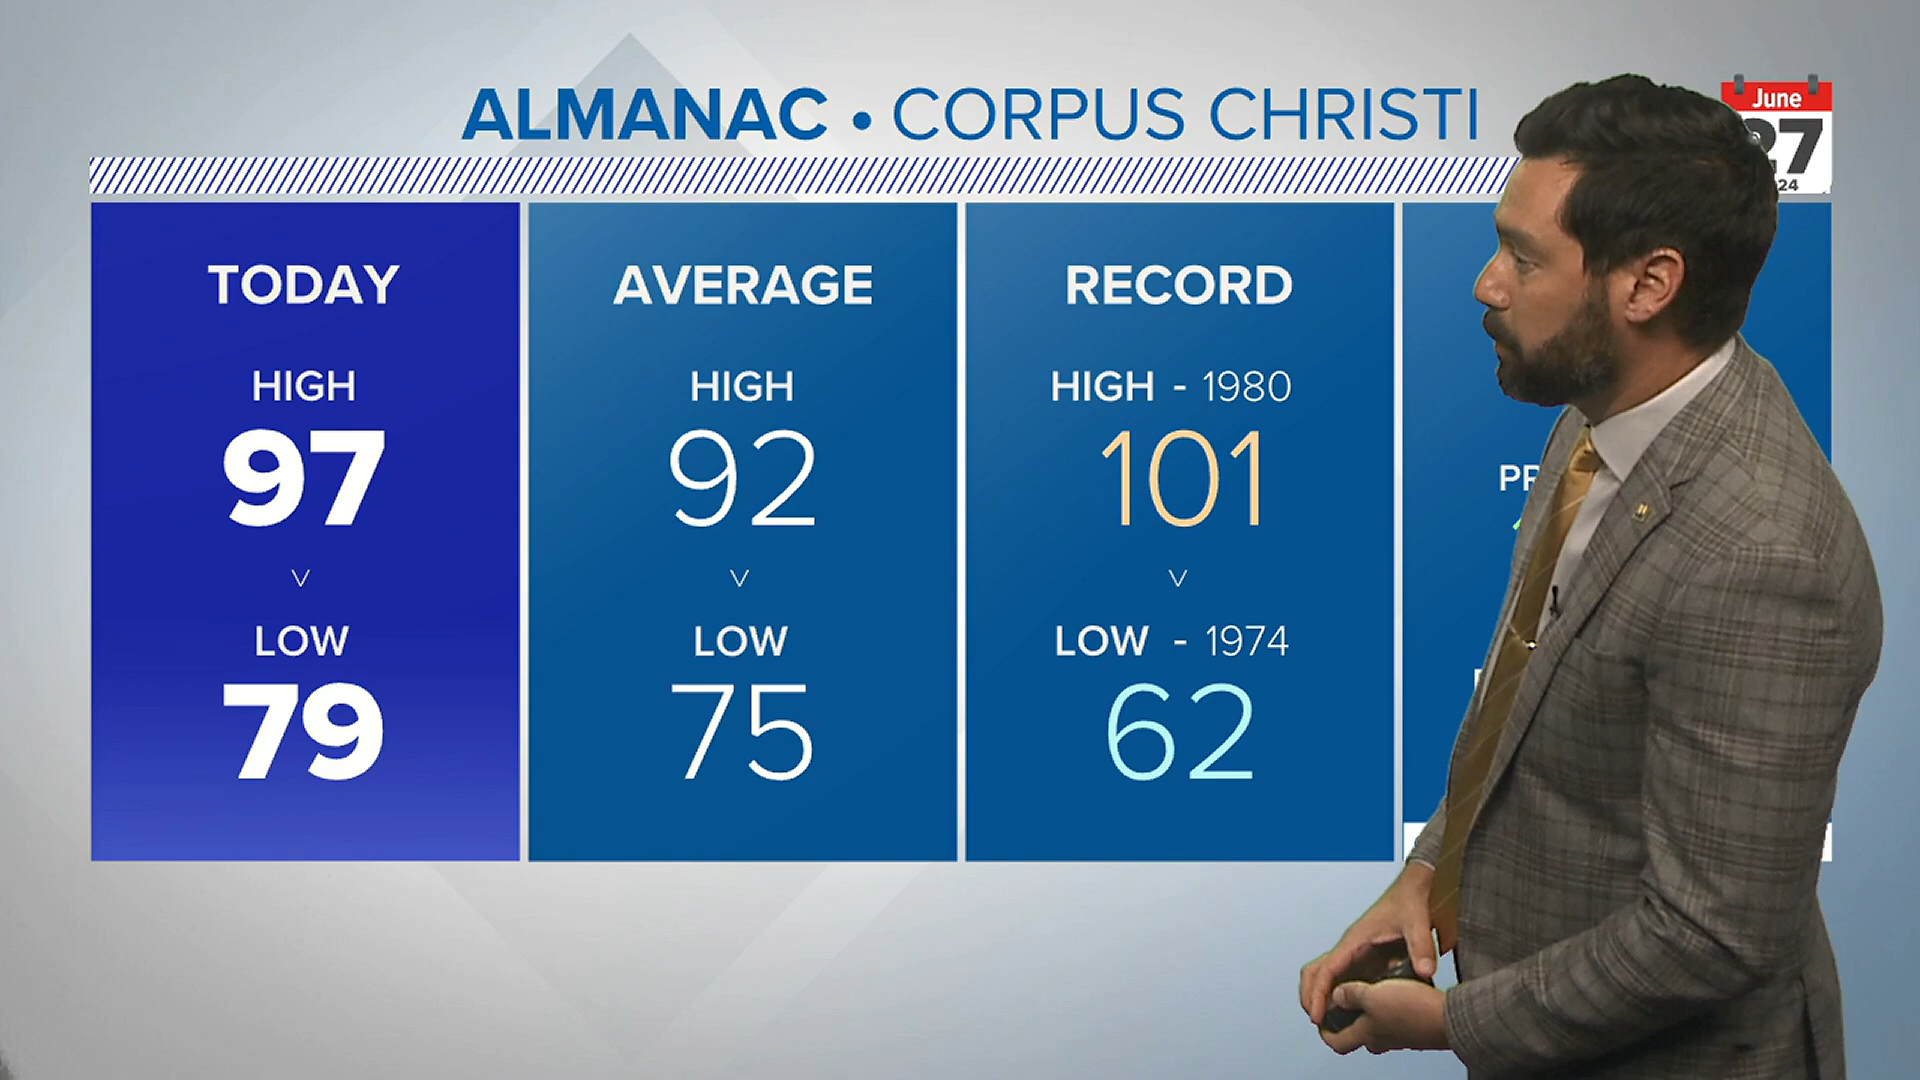 ALMANAC • CORPUS CHRISTI
June
27
TODAY
HIGH
97
LOW
79
AVERAGE
HIGH
92
LOW
75
RECORD
HIGH - 1980
101
LOW - 1974
62